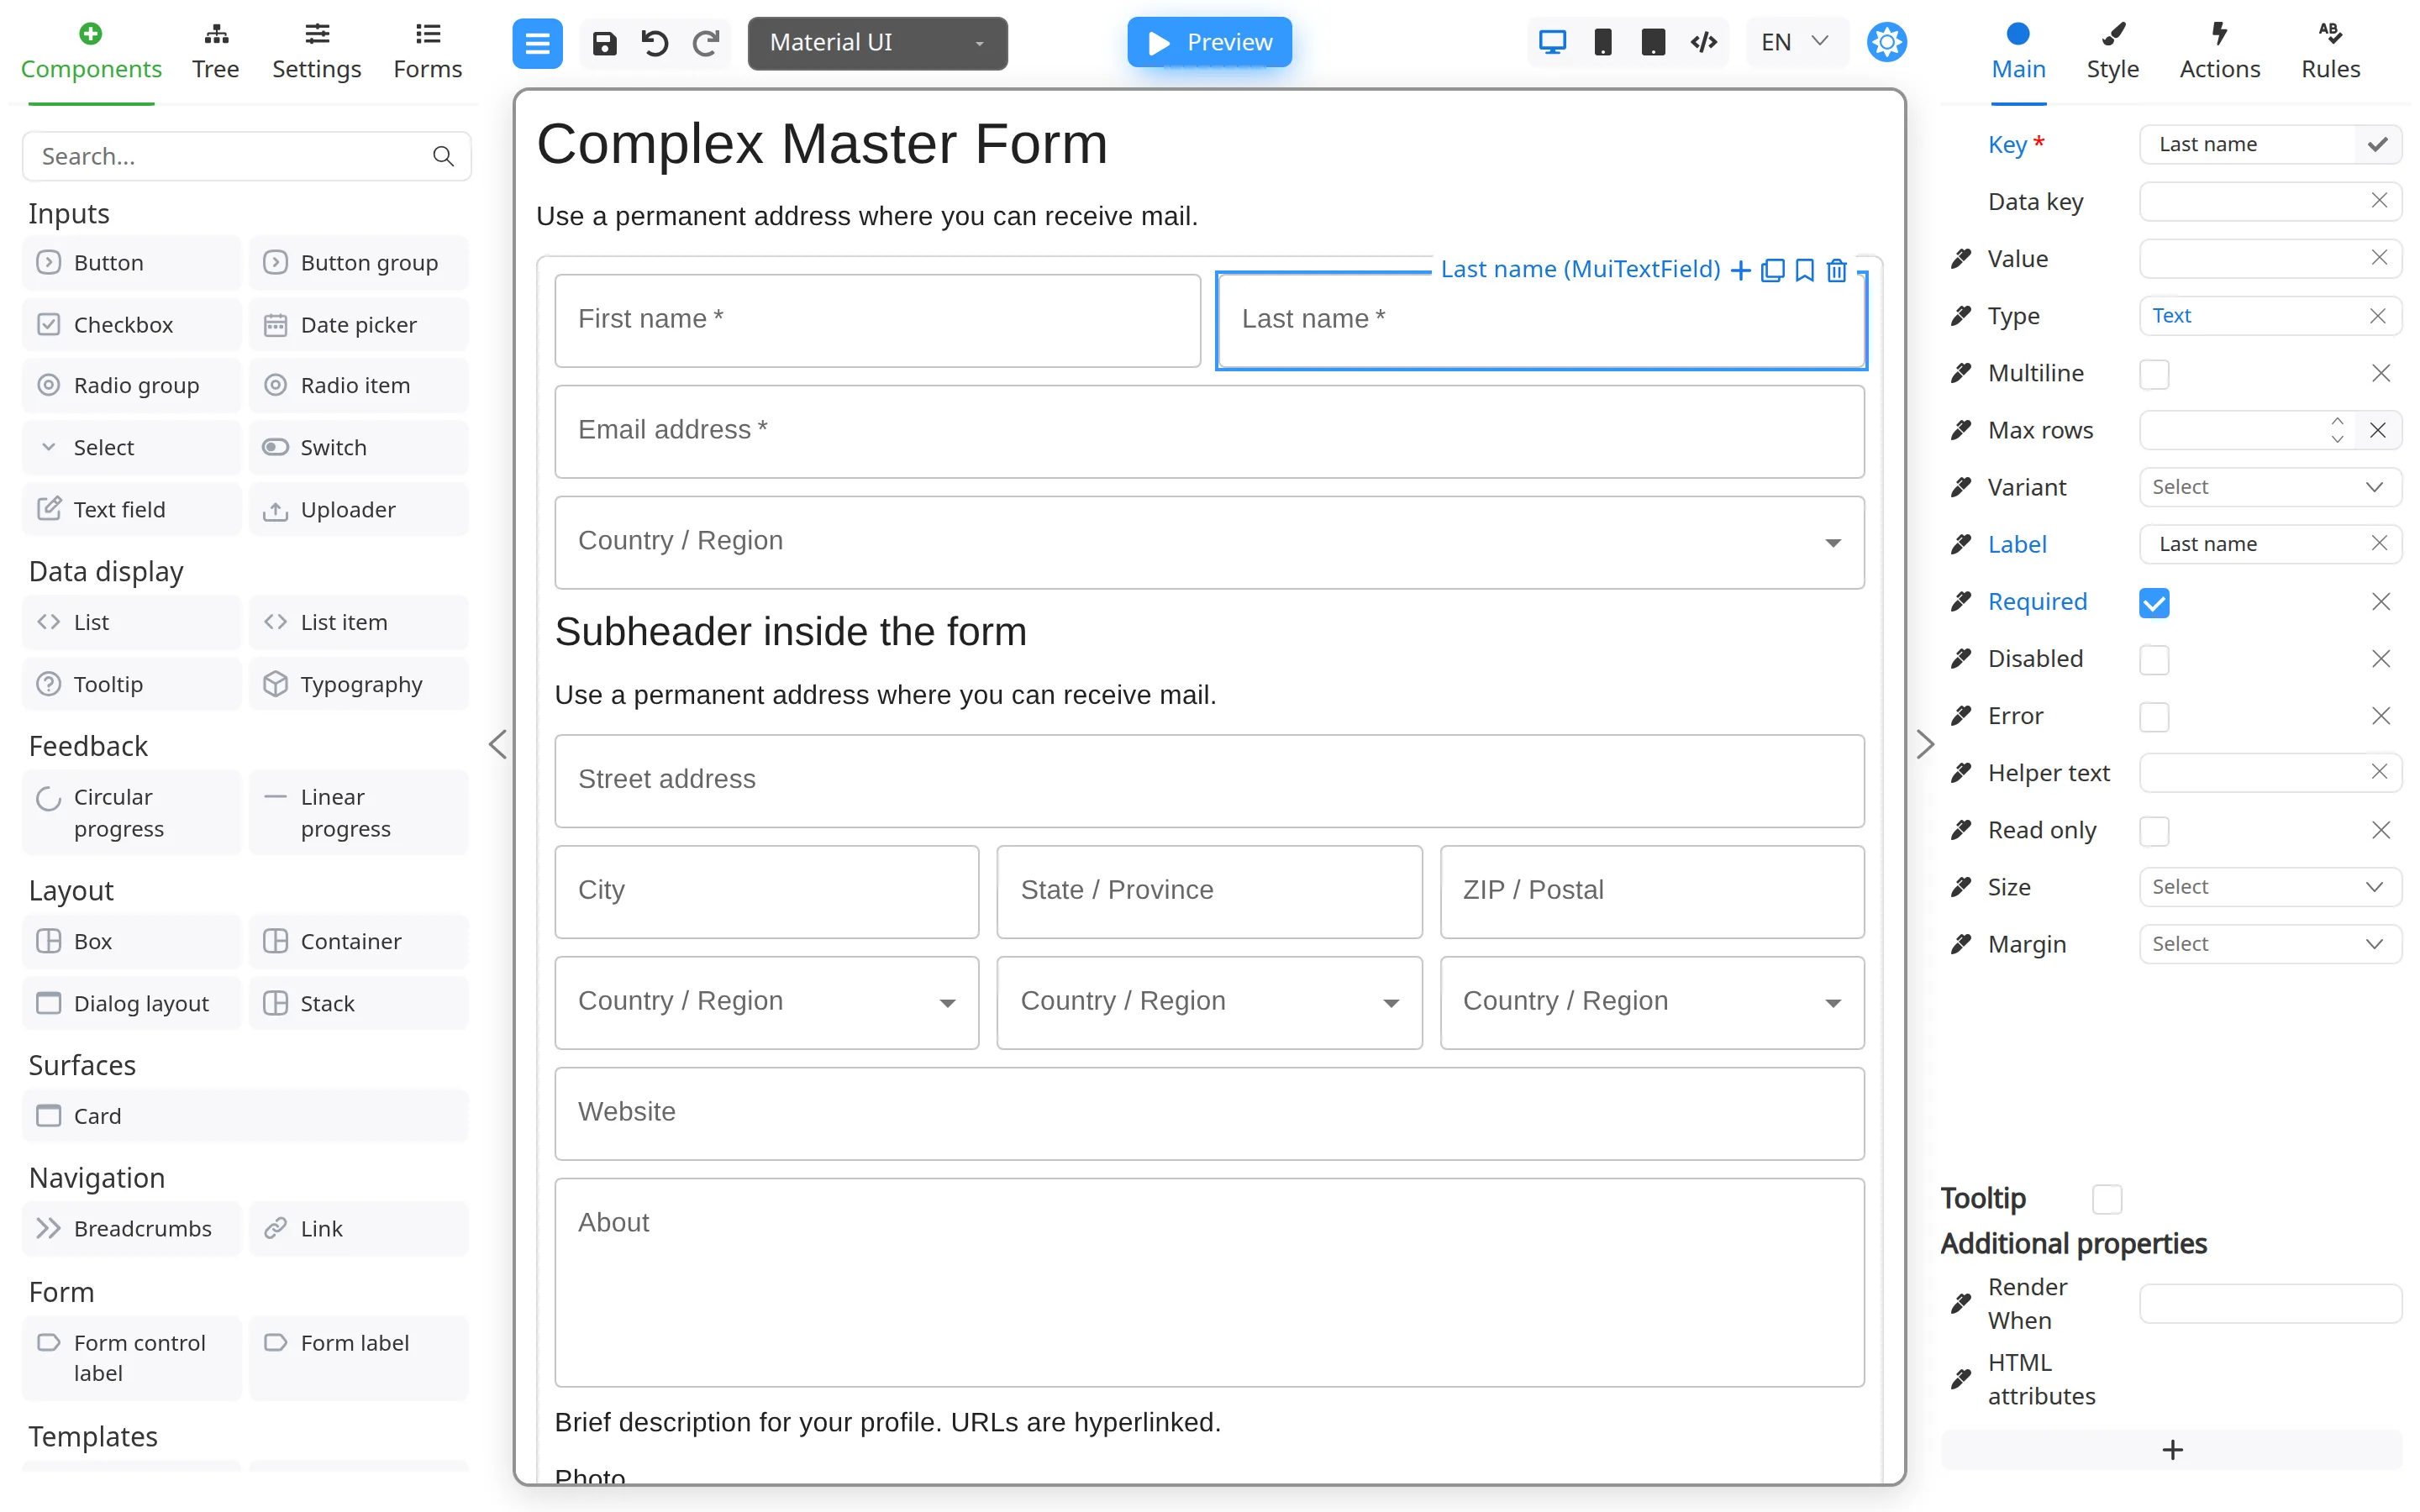 Components
Tree
Settings
Forms
Material UI
Preview
EN
Main
Style
Actions
Rules
Search...
Inputs
Button
Button group
Checkbox
Date picker
Radio group
Radio item
Select
Switch
Text field
Uploader
Data display
List
List item
Tooltip
Typography
Feedback
Circular
progress
Linear
progress
Layout
Box
Container
Dialog layout
Stack
Surfaces
Card
Navigation
Breadcrumbs
Link
Form
Form control
label
Form label
Templates
Complex Master Form
Use a permanent address where you can receive mail.
Last name (MuiTextField)
First name *
Last name *
Email address *
Country / Region
Subheader inside the form
Use a permanent address where you can receive mail.
Street address
City
State / Province
ZIP / Postal
Country / Region
Country / Region
Country / Region
Website
About
Brief description for your profile. URLs are hyperlinked.
Photo
Key *
Last name
Data key
Value
Type
Text
Multiline
Max rows
Variant
Select
Label
Last name
Required
Disabled
Error
Helper text
Read only
Size
Select
Margin
Select
Tooltip
Additional properties
Render
When
HTML
attributes